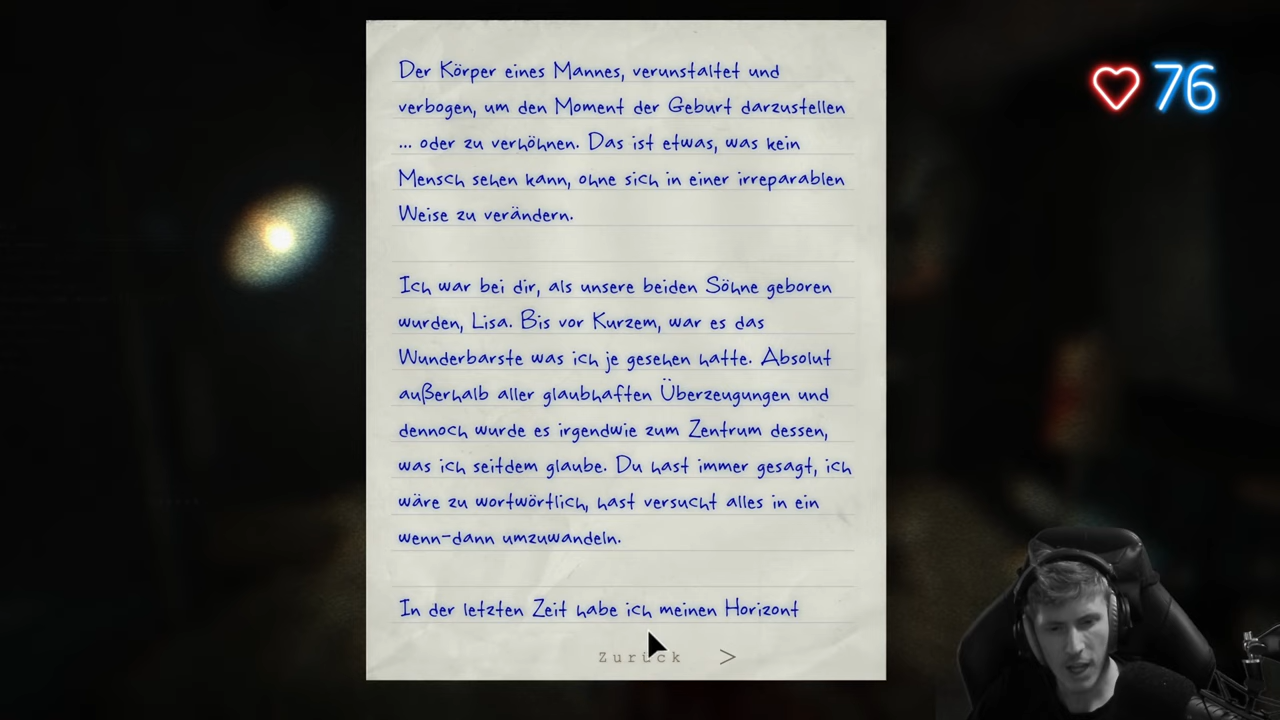 Der Körper eines Mannes, verunstaltet und
verbogen, um den Moment der Geburt darzustellen
... oder zu verhöhnen. Das ist etwas, was kein
Mensch sehen kann, ohne sich in einer irreparablen
Weise zu verändern.
Ich war bei dir, als unsere beiden Söhne geboren
wurden, Lisa. Bis vor Kurzem, war es das
Wunderbarste was ich je gesehen hatte. Absolut
außerhalb aller glaubhaften Überzeugungen und
dennoch wurde es irgendwie zum Zentrum dessen,
was ich seitdem glaube. Du hast immer gesagt, ich
wäre zu wortwörtlich, hast versucht alles in ein
wenn-dann umzuwandeln.
In der letzten Zeit habe ich meinen Horizont
Zurück >
76